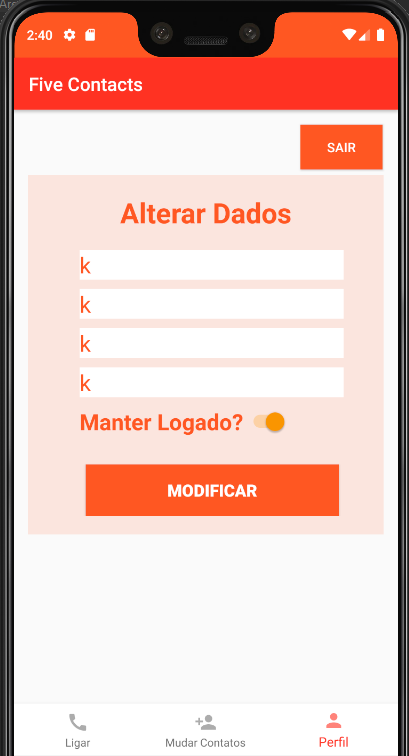 2:40
Five Contacts
SAIR
Alterar Dados
k
k
k
k
Manter Logado?
MODIFICAR
Ligar
Mudar Contatos
Perfil